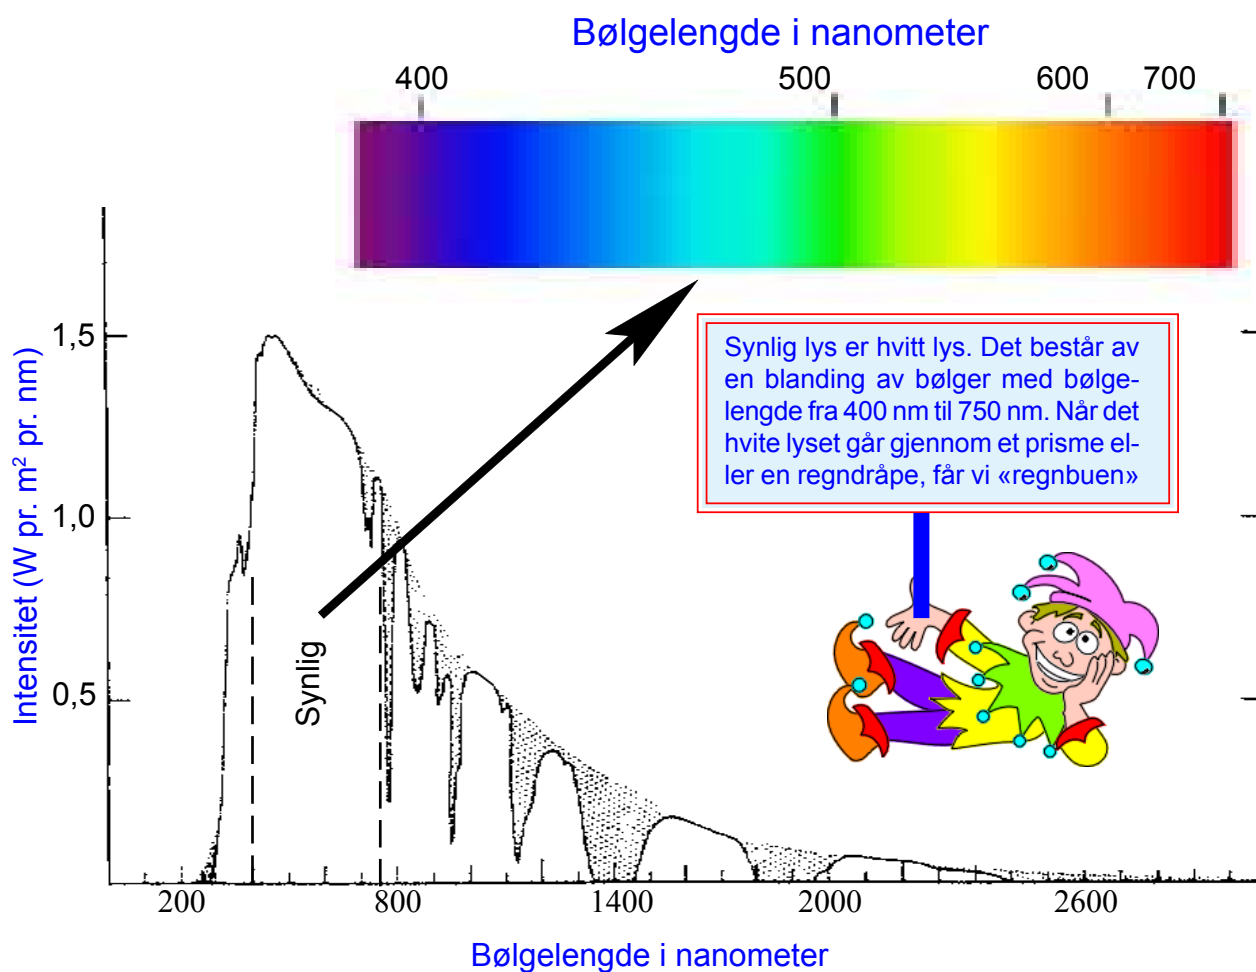 Bølgelengde i nanometer
400 500 600 700
Intensitet (W pr. m² pr. nm)
1,5
1,0
0,5
Synlig lys er hvitt lys. Det består av
en blanding av bølger med bølge-
lengde fra 400 nm til 750 nm. Når det
hvite lyset går gjennom et prisme el-
ler en regndråpe, får vi «regnbuen»
Synlig
200 800 1400 2000 2600
Bølgelengde i nanometer